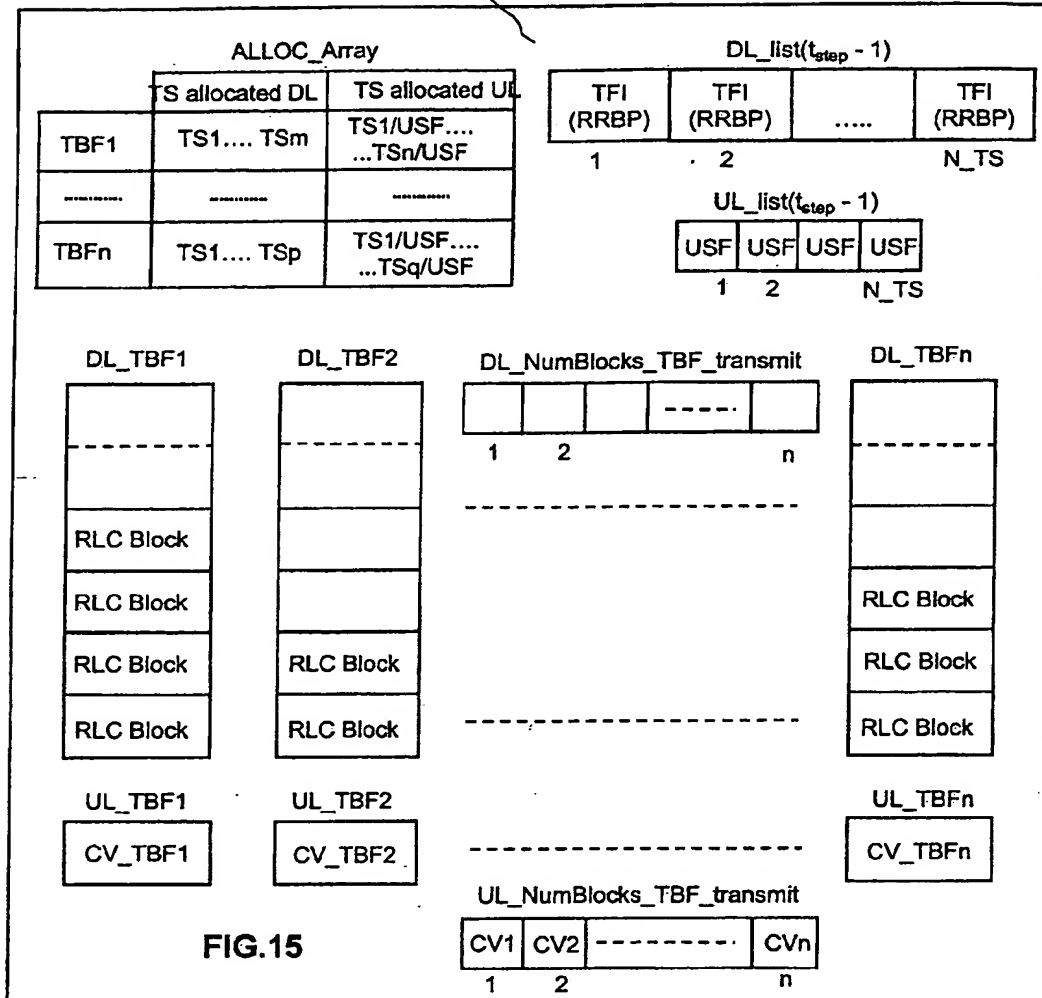 ALLOC_Array
TS allocated DL TS allocated UL
TBF1 TS1.... TSm TS1/USF....
...TSn/USF
TBFn TS1.... TSp TS1/USF....
...TSq/USF
DL_list(tstep - 1)
TFI TFI TFI
(RRBP) (RRBP) ..... (RRBP)
1 2 N_TS
UL_list(tstep - 1)
USF USF USF USF
1 2 N_TS
DL_TBF1 DL_TBF2 DL_NumBlocks_TBF_transmit DL_TBFn
1 2 n
RLC Block
RLC Block RLC Block
RLC Block RLC Block RLC Block
RLC Block RLC Block RLC Block
UL_TBF1 UL_TBF2 UL_TBFn
CV_TBF1 CV_TBF2 CV_TBFn
UL_NumBlocks_TBF_transmit
CV1 CV2 CVn
1 2 n
FIG.15